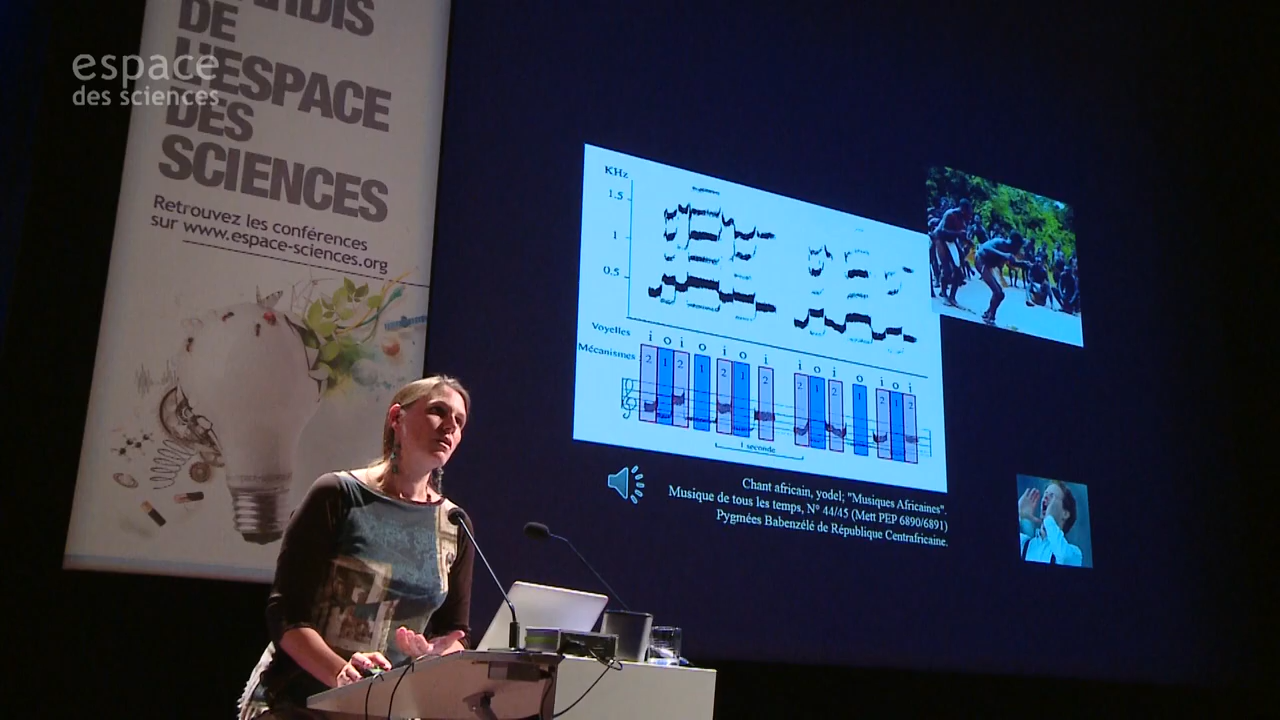 espace
des sciences
DE
L'ESPACE
DES
SCIENCES
Retrouvez les conférences
sur www.espace-sciences.org
KHz
1.5
1
0.5
Voyelles
i o i o i o i i o i o i o i
Mécanismes
2 1 2 1 2 1 2 2 1 2 1 2 1 2
1 seconde
Chant africain, yodel; "Musiques Africaines".
Musique de tous les temps, N° 44/45 (Mett PEP 6890/6891)
Pygmées Babenzélé de République Centrafricaine.